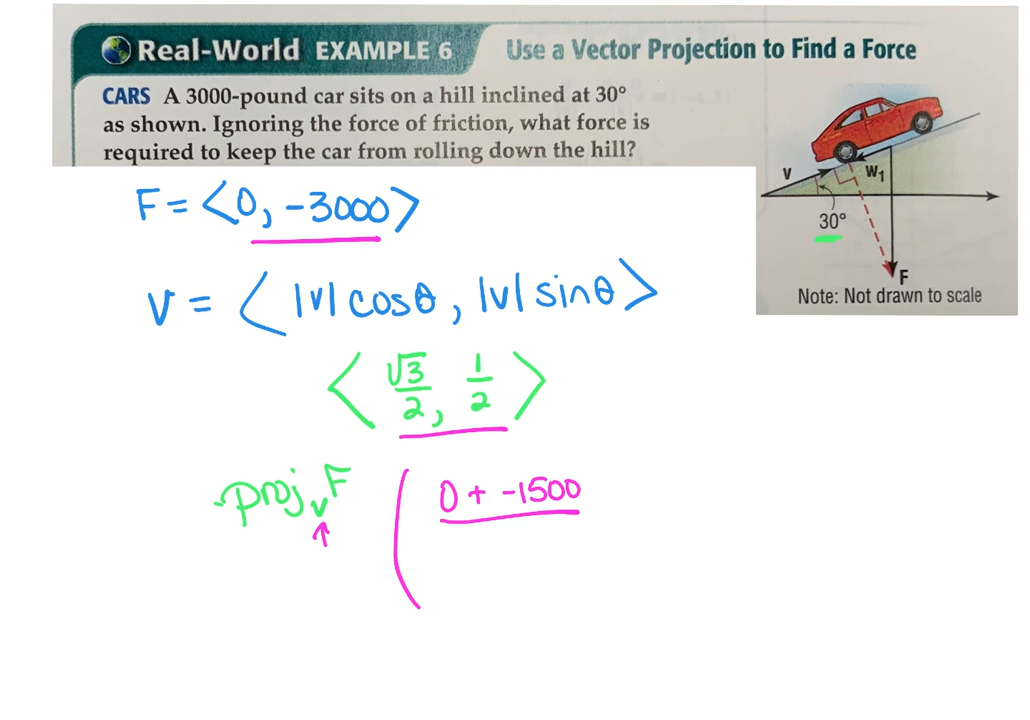 Real-World EXAMPLE 6 Use a Vector Projection to Find a Force
CARS A 3000-pound car sits on a hill inclined at 30°
as shown. Ignoring the force of friction, what force is
required to keep the car from rolling down the hill?
v
w₁
30°
F
Note: Not drawn to scale
F = <0, -3000>
v = <|v| cosθ, |v| sinθ>
<√3/2, 1/2>
proj_v F (0 + -1500